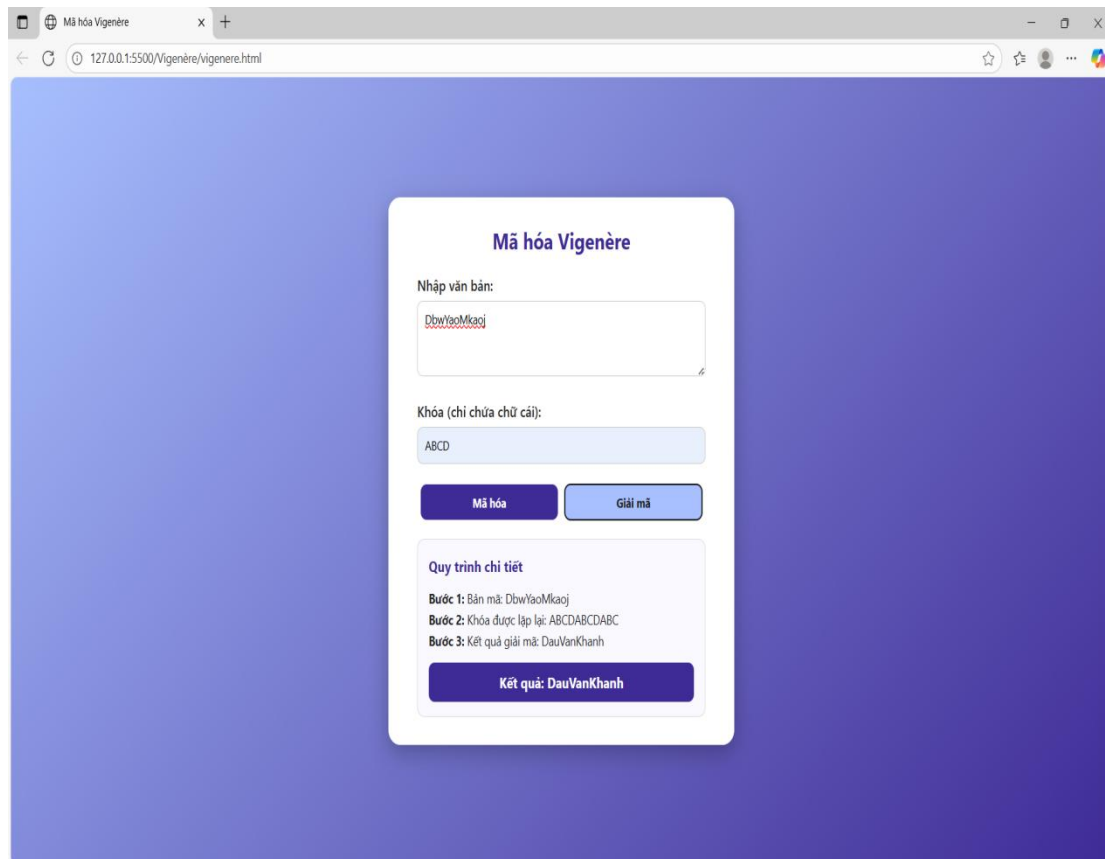 Mã hóa Vigenère
127.0.0.1:5500/Vigenère/vigenere.html
Mã hóa Vigenère
Nhập văn bản:
DbwYaoMkaoj
Khóa (chỉ chứa chữ cái):
ABCD
Mã hóa Giải mã
Quy trình chi tiết
Bước 1: Bản mã: DbwYaoMkaoj
Bước 2: Khóa được lặp lại: ABCDABCDABC
Bước 3: Kết quả giải mã: DauVanKhanh
Kết quả: DauVanKhanh